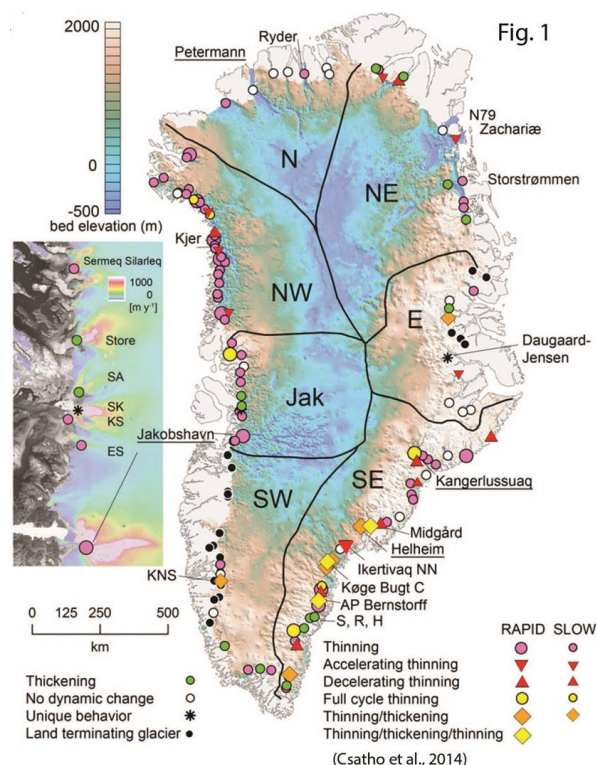 Fig. 1
2000
0
-500
bed elevation (m)
Petermann
Ryder
N79
Zachariæ
Storstrømmen
N
NE
Kjer
NW
E
Daugaard-
Jensen
Jak
SE
SW
Kangerlussuaq
Midgård
Helheim
Ikertivaq NN
Køge Bugt C
AP Bernstorff
S, R, H
KNS
Sermeq Silarleq
1000
0
[m y⁻¹]
Store
SA
SK
KS
Jakobshavn
ES
0 250 500
km
Thickening
No dynamic change
Unique behavior
Land terminating glacier
RAPID SLOW
Thinning
Accelerating thinning
Decelerating thinning
Full cycle thinning
Thinning/thickening
Thinning/thickening/thinning
(Csatho et al., 2014)